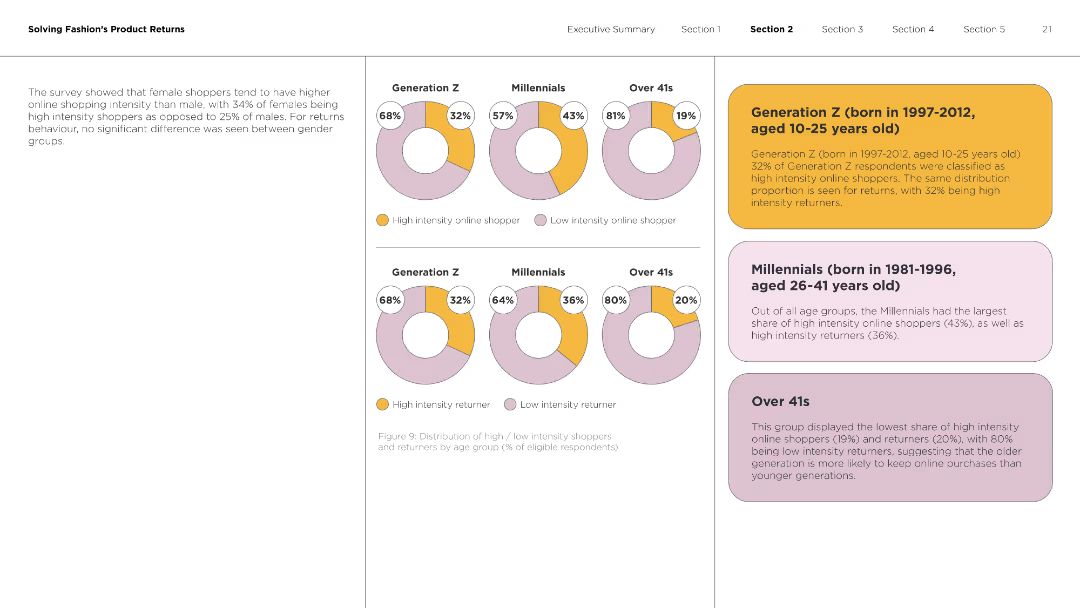 Solving Fashion's Product Returns
Executive Summary
Section 1
Section 2
Section 3
Section 4
Section 5
21
The survey showed that female shoppers tend to have higher
online shopping intensity than male, with 34% of females being
high intensity shoppers as opposed to 25% of males. For returns
behaviour, no significant difference was seen between gender
groups.
Generation Z
Millennials
Over 41s
68%
32%
57%
43%
81%
19%
High intensity online shopper
Low intensity online shopper
Generation Z
Millennials
Over 41s
68%
32%
64%
36%
80%
20%
High intensity returner
Low intensity returner
Figure 9: Distribution of high / low intensity shoppers
and returners by age group (% of eligible respondents)
Generation Z (born in 1997-2012,
aged 10-25 years old)
Generation Z (born in 1997-2012, aged 10-25 years old)
32% of Generation Z respondents were classified as
high intensity online shoppers. The same distribution
proportion is seen for returns, with 32% being high
intensity returners.
Millennials (born in 1981-1996,
aged 26-41 years old)
Out of all age groups, the Millennials had the largest
share of high intensity online shoppers (43%), as well as
high intensity returners (36%).
Over 41s
This group displayed the lowest share of high intensity
online shoppers (19%) and returners (20%), with 80%
being low intensity returners, suggesting that the older
generation is more likely to keep online purchases than
younger generations.